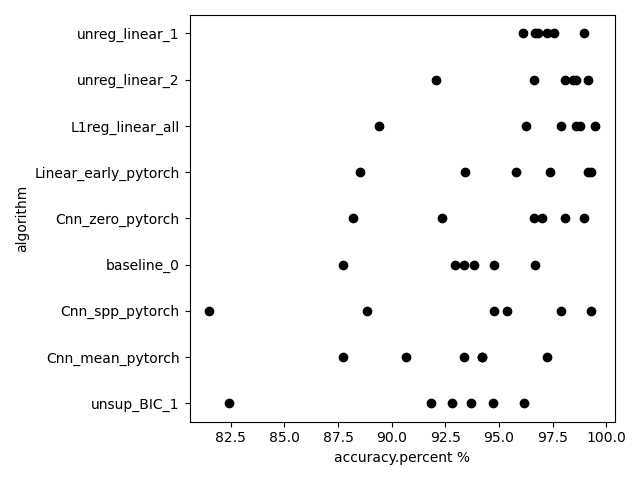 unreg_linear_1
unreg_linear_2
L1reg_linear_all
Linear_early_pytorch
Cnn_zero_pytorch
baseline_0
Cnn_spp_pytorch
Cnn_mean_pytorch
unsup_BIC_1
algorithm
82.5 85.0 87.5 90.0 92.5 95.0 97.5 100.0
accuracy.percent %